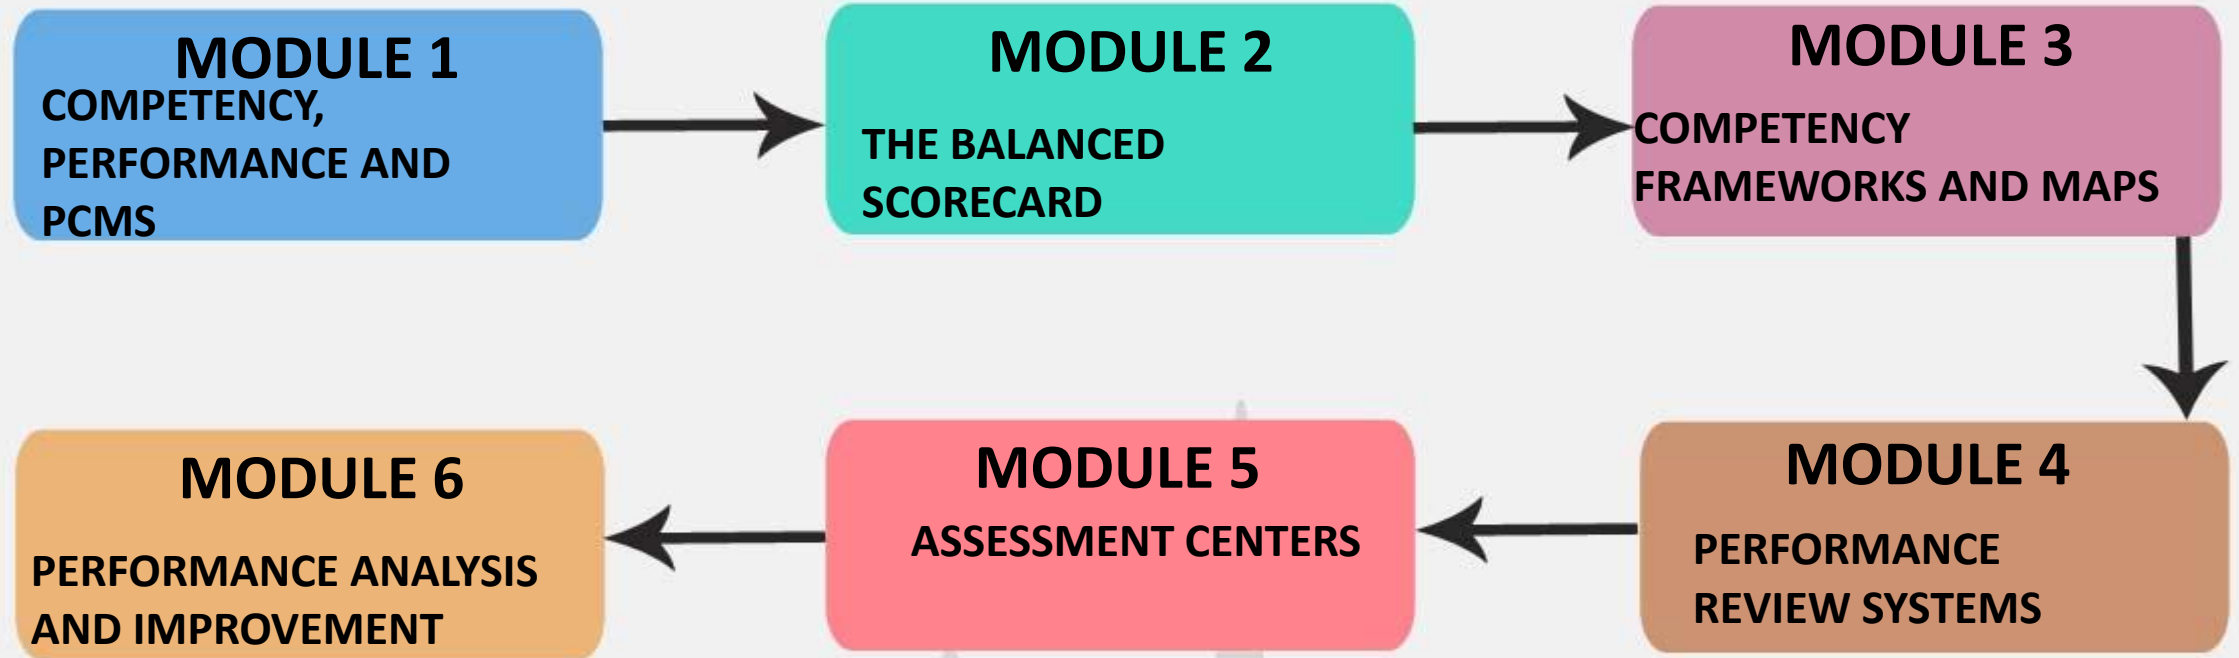 MODULE 1
COMPETENCY,
PERFORMANCE AND
PCMS
MODULE 2
THE BALANCED
SCORECARD
MODULE 3
COMPETENCY
FRAMEWORKS AND MAPS
MODULE 4
PERFORMANCE
REVIEW SYSTEMS
MODULE 5
ASSESSMENT CENTERS
MODULE 6
PERFORMANCE ANALYSIS
AND IMPROVEMENT